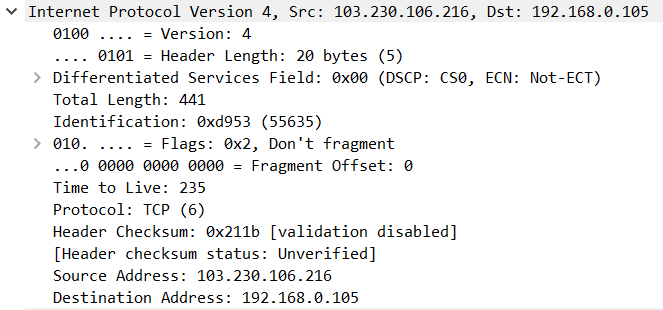 Internet Protocol Version 4, Src: 103.230.106.216, Dst: 192.168.0.105
0100 .... = Version: 4
.... 0101 = Header Length: 20 bytes (5)
Differentiated Services Field: 0x00 (DSCP: CS0, ECN: Not-ECT)
Total Length: 441
Identification: 0xd953 (55635)
010. .... = Flags: 0x2, Don't fragment
...0 0000 0000 0000 = Fragment Offset: 0
Time to Live: 235
Protocol: TCP (6)
Header Checksum: 0x211b [validation disabled]
[Header checksum status: Unverified]
Source Address: 103.230.106.216
Destination Address: 192.168.0.105